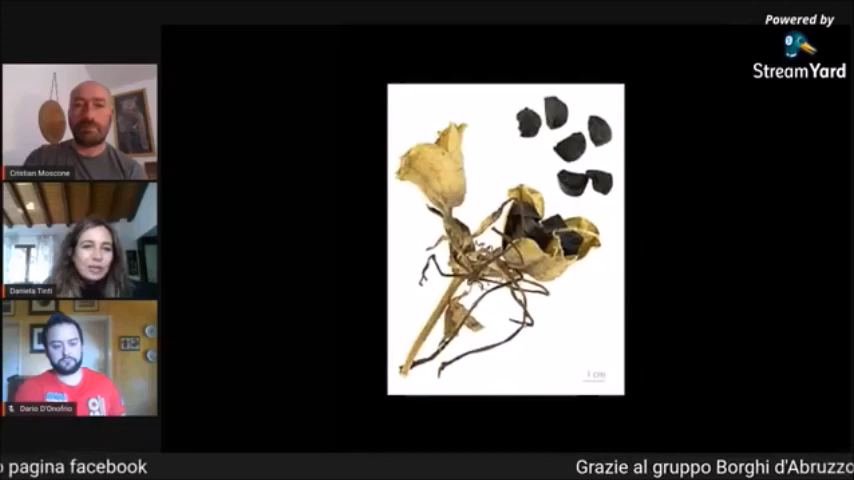 Powered by
StreamYard
Cristian Moscone
Daniela Tinti
Dario D'Onofrio
1 cm
o pagina facebook
Grazie al gruppo Borghi d'Abruzzo